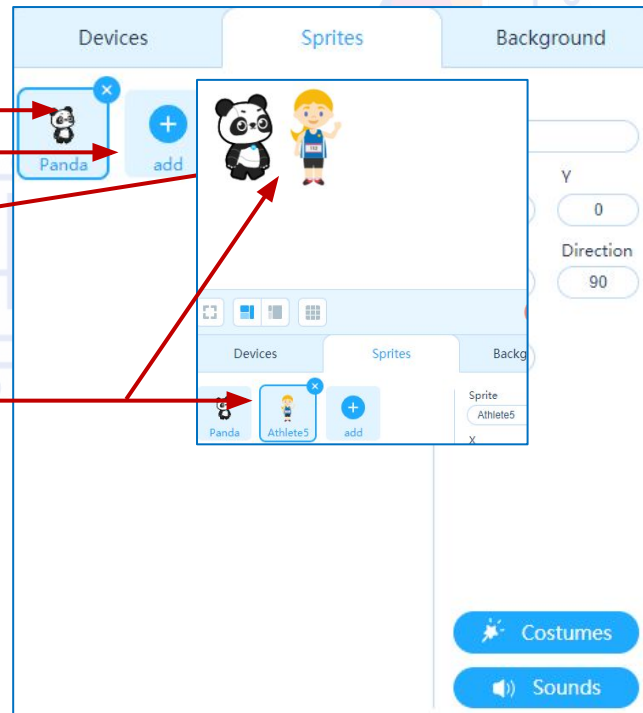 Devices Sprites Background
Panda add
Y
0
Direction
90
Devices Sprites Backg
Panda Athlete5 add
Sprite
Athlete5
X
Costumes
Sounds